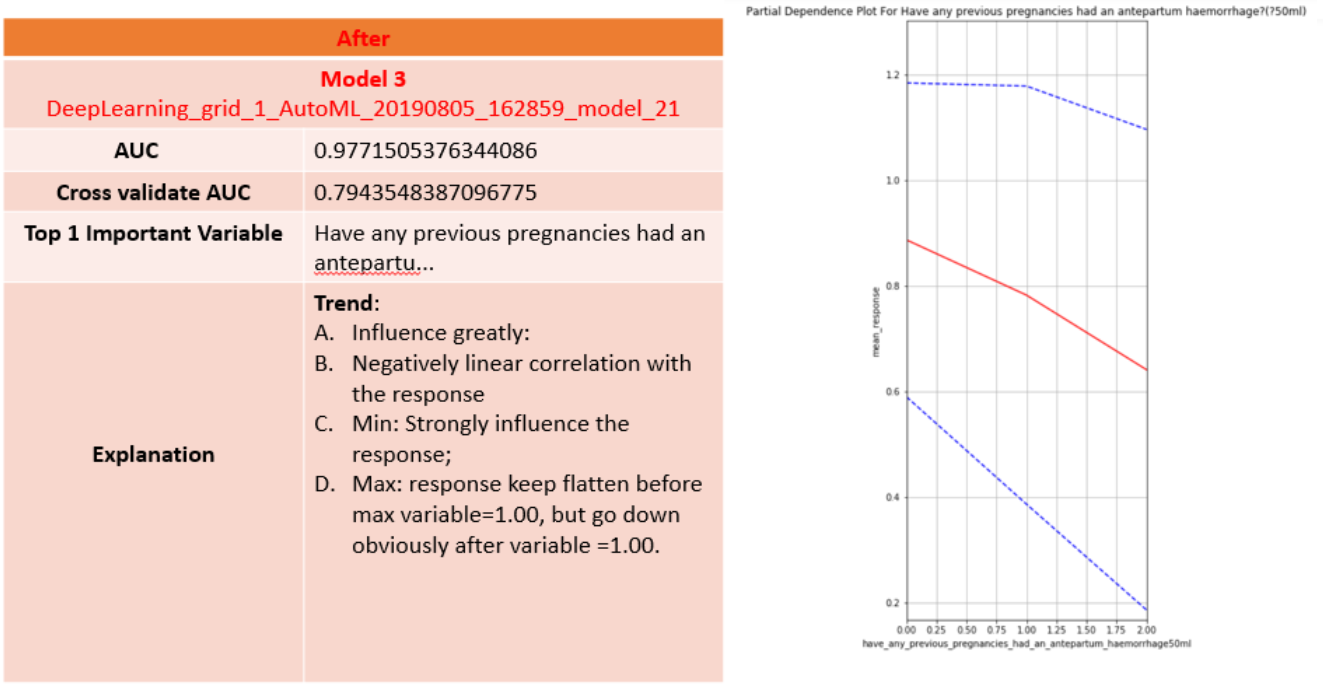 After
Model 3
DeepLearning_grid_1_AutoML_20190805_162859_model_21
AUC
0.9771505376344086
Cross validate AUC
0.7943548387096775
Top 1 Important Variable
Have any previous pregnancies had an
antepartu...
Explanation
Trend:
A. Influence greatly:
B. Negatively linear correlation with
the response
C. Min: Strongly influence the
response;
D. Max: response keep flatten before
max variable=1.00, but go down
obviously after variable =1.00.
Partial Dependence Plot For Have any previous pregnancies had an antepartum haemorrhage?(?50ml)
1.2
1.0
0.8
0.6
0.4
0.2
mean_response
0.00 0.25 0.50 0.75 1.00 1.25 1.50 1.75 2.00
have_any_previous_pregnancies_had_an_antepartum_haemorrhage50ml